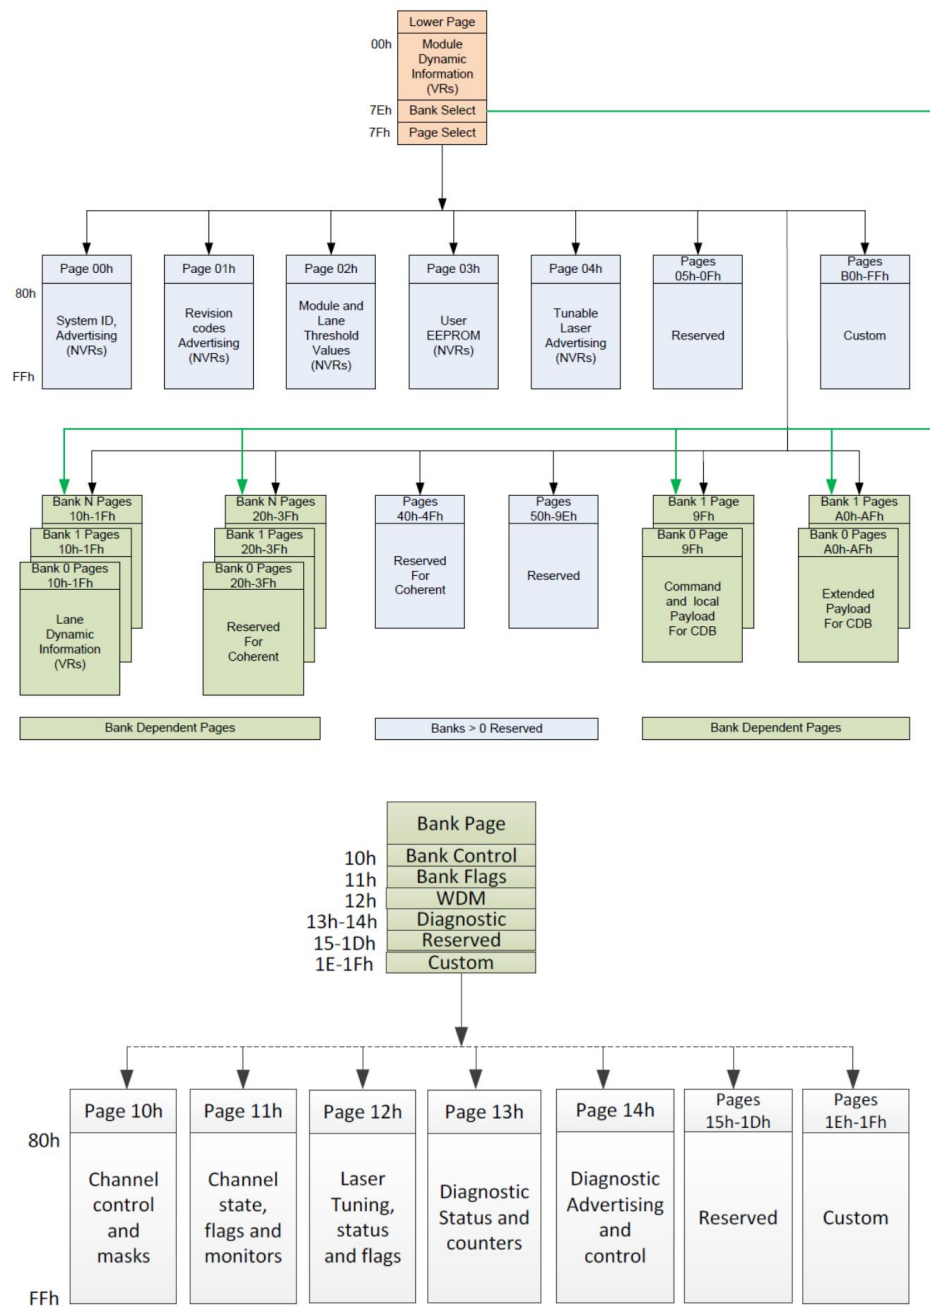 Lower Page
00h
Module
Dynamic
Information
(VRs)
7Eh
Bank Select
7Fh
Page Select
Page 00h
Page 01h
Page 02h
Page 03h
Page 04h
Pages
05h-0Fh
Pages
B0h-FFh
80h
System ID,
Advertising
(NVRs)
Revision
codes
Advertising
(NVRs)
Module and
Lane
Threshold
Values
(NVRs)
User
EEPROM
(NVRs)
Tunable
Laser
Advertising
(NVRs)
Reserved
Custom
FFh
Bank N Pages
10h-1Fh
Bank 1 Pages
10h-1Fh
Bank 0 Pages
10h-1Fh
Lane
Dynamic
Information
(VRs)
Bank N Pages
20h-3Fh
Bank 1 Pages
20h-3Fh
Bank 0 Pages
20h-3Fh
Reserved
For
Coherent
Pages
40h-4Fh
Reserved
For
Coherent
Pages
50h-9Eh
Reserved
Bank 1 Page
9Fh
Bank 0 Page
9Fh
Command
and local
Payload
For CDB
Bank 1 Pages
A0h-AFh
Bank 0 Pages
A0h-AFh
Extended
Payload
For CDB
Bank Dependent Pages
Banks > 0 Reserved
Bank Dependent Pages
Bank Page
10h
Bank Control
11h
Bank Flags
12h
WDM
13h-14h
Diagnostic
15-1Dh
Reserved
1E-1Fh
Custom
Page 10h
Page 11h
Page 12h
Page 13h
Page 14h
Pages
15h-1Dh
Pages
1Eh-1Fh
80h
Channel
control
and
masks
Channel
state,
flags and
monitors
Laser
Tuning,
status
and flags
Diagnostic
Status and
counters
Diagnostic
Advertising
and
control
Reserved
Custom
FFh